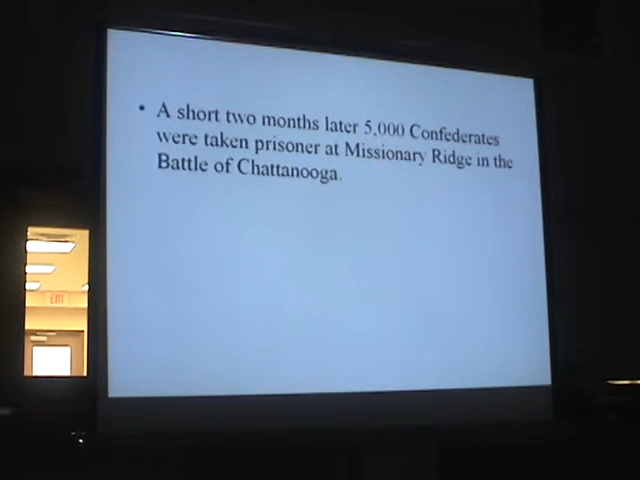 • A short two months later 5,000 Confederates
were taken prisoner at Missionary Ridge in the
Battle of Chattanooga.
EXIT